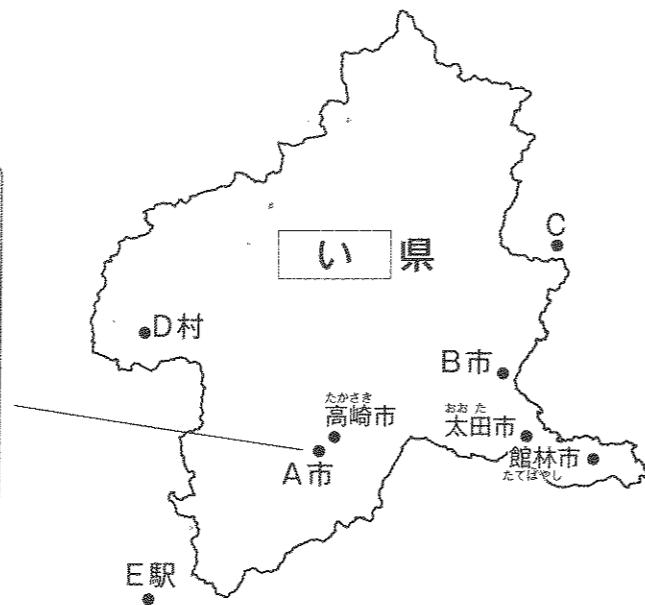 C
い 県
D村
B市
たかさき
高崎市
おおた
太田市
A市
館林市
たてばやし
E駅